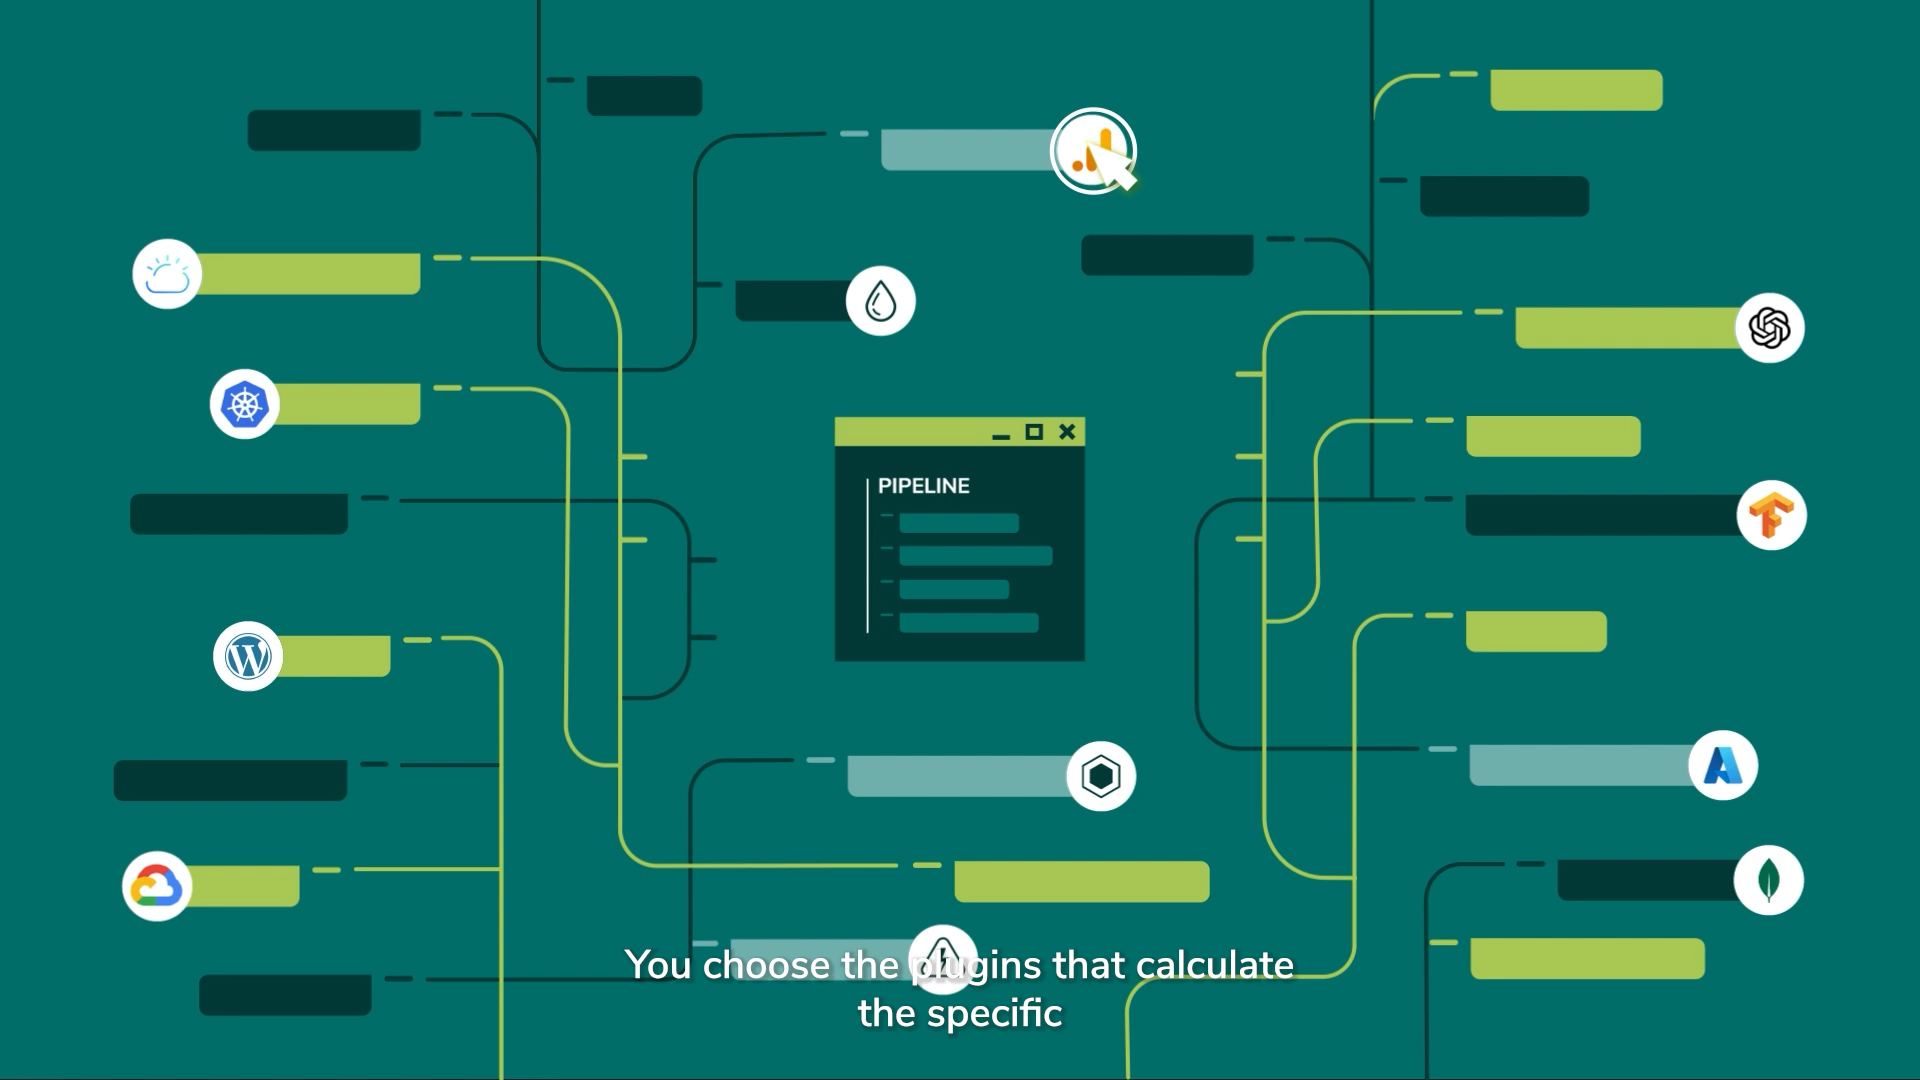 PIPELINE
You choose the plugins that calculate
the specific